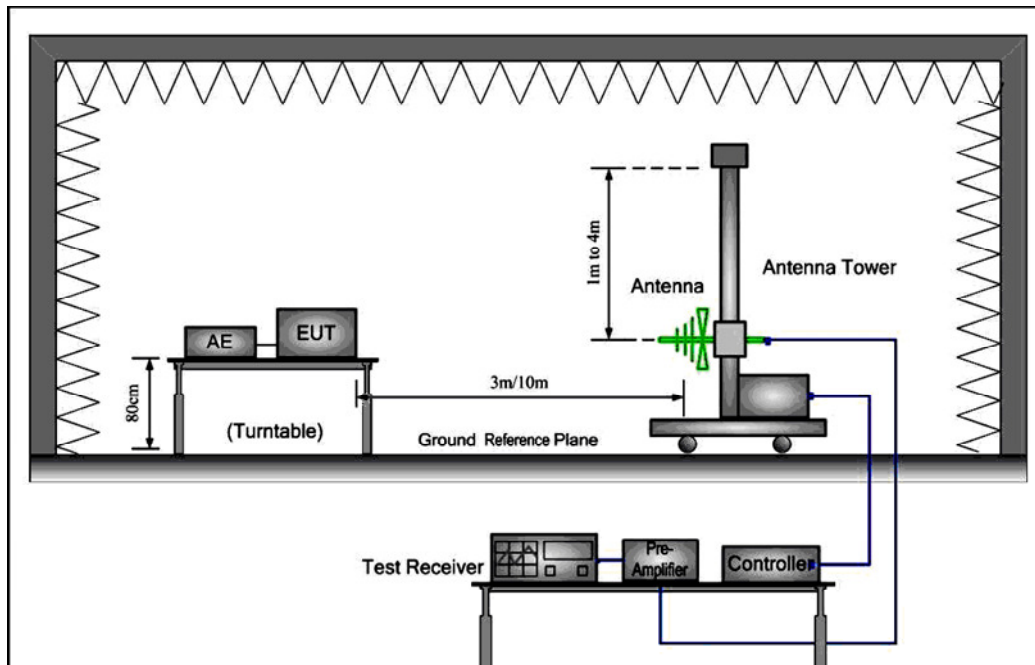 1m to 4m
Antenna
Antenna Tower
AE
EUT
3m/10m
80cm
(Turntable)
Ground Reference Plane
Test Receiver
Pre-
Amplifier
Controller